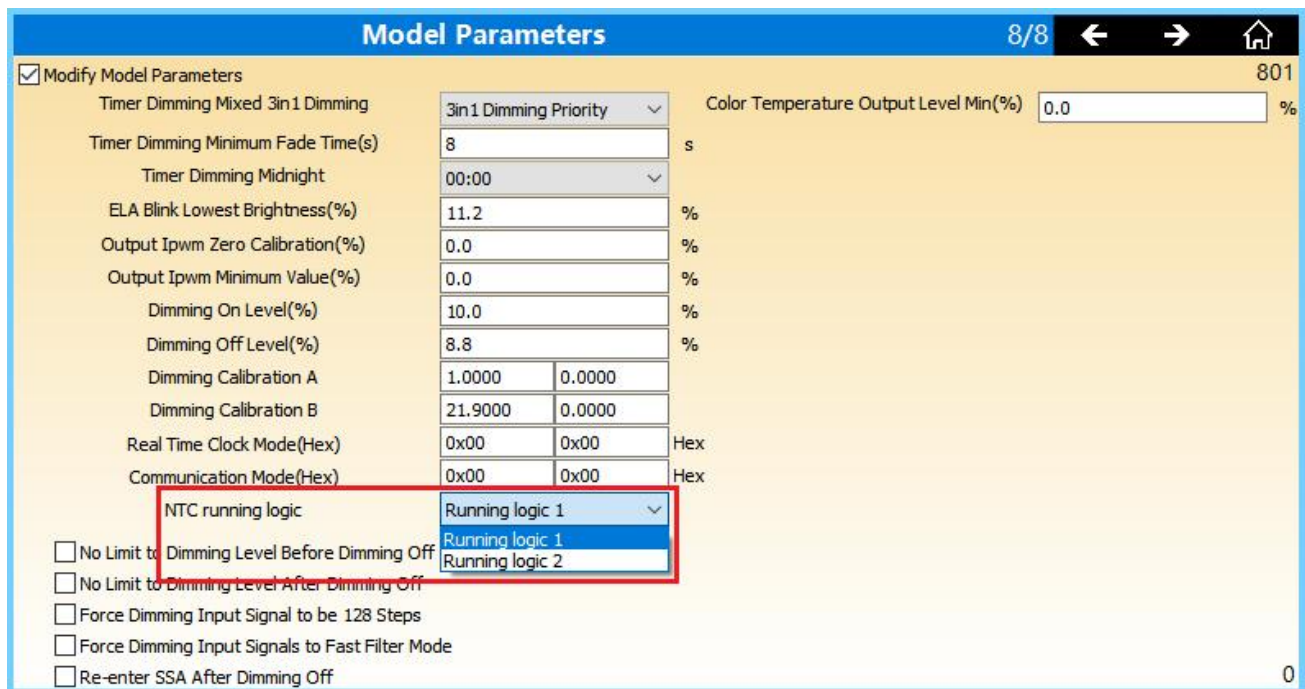 Model Parameters 8/8
Modify Model Parameters 801
Timer Dimming Mixed 3in1 Dimming 3in1 Dimming Priority Color Temperature Output Level Min(%) 0.0 %
Timer Dimming Minimum Fade Time(s) 8 s
Timer Dimming Midnight 00:00
ELA Blink Lowest Brightness(%) 11.2 %
Output Ipwm Zero Calibration(%) 0.0 %
Output Ipwm Minimum Value(%) 0.0 %
Dimming On Level(%) 10.0 %
Dimming Off Level(%) 8.8 %
Dimming Calibration A 1.0000 0.0000
Dimming Calibration B 21.9000 0.0000
Real Time Clock Mode(Hex) 0x00 0x00 Hex
Communication Mode(Hex) 0x00 0x00 Hex
NTC running logic Running logic 1
Running logic 1
No Limit to Dimming Level Before Dimming Off Running logic 2
No Limit to Dimming Level After Dimming Off
Force Dimming Input Signal to be 128 Steps
Force Dimming Input Signals to Fast Filter Mode
Re-enter SSA After Dimming Off 0